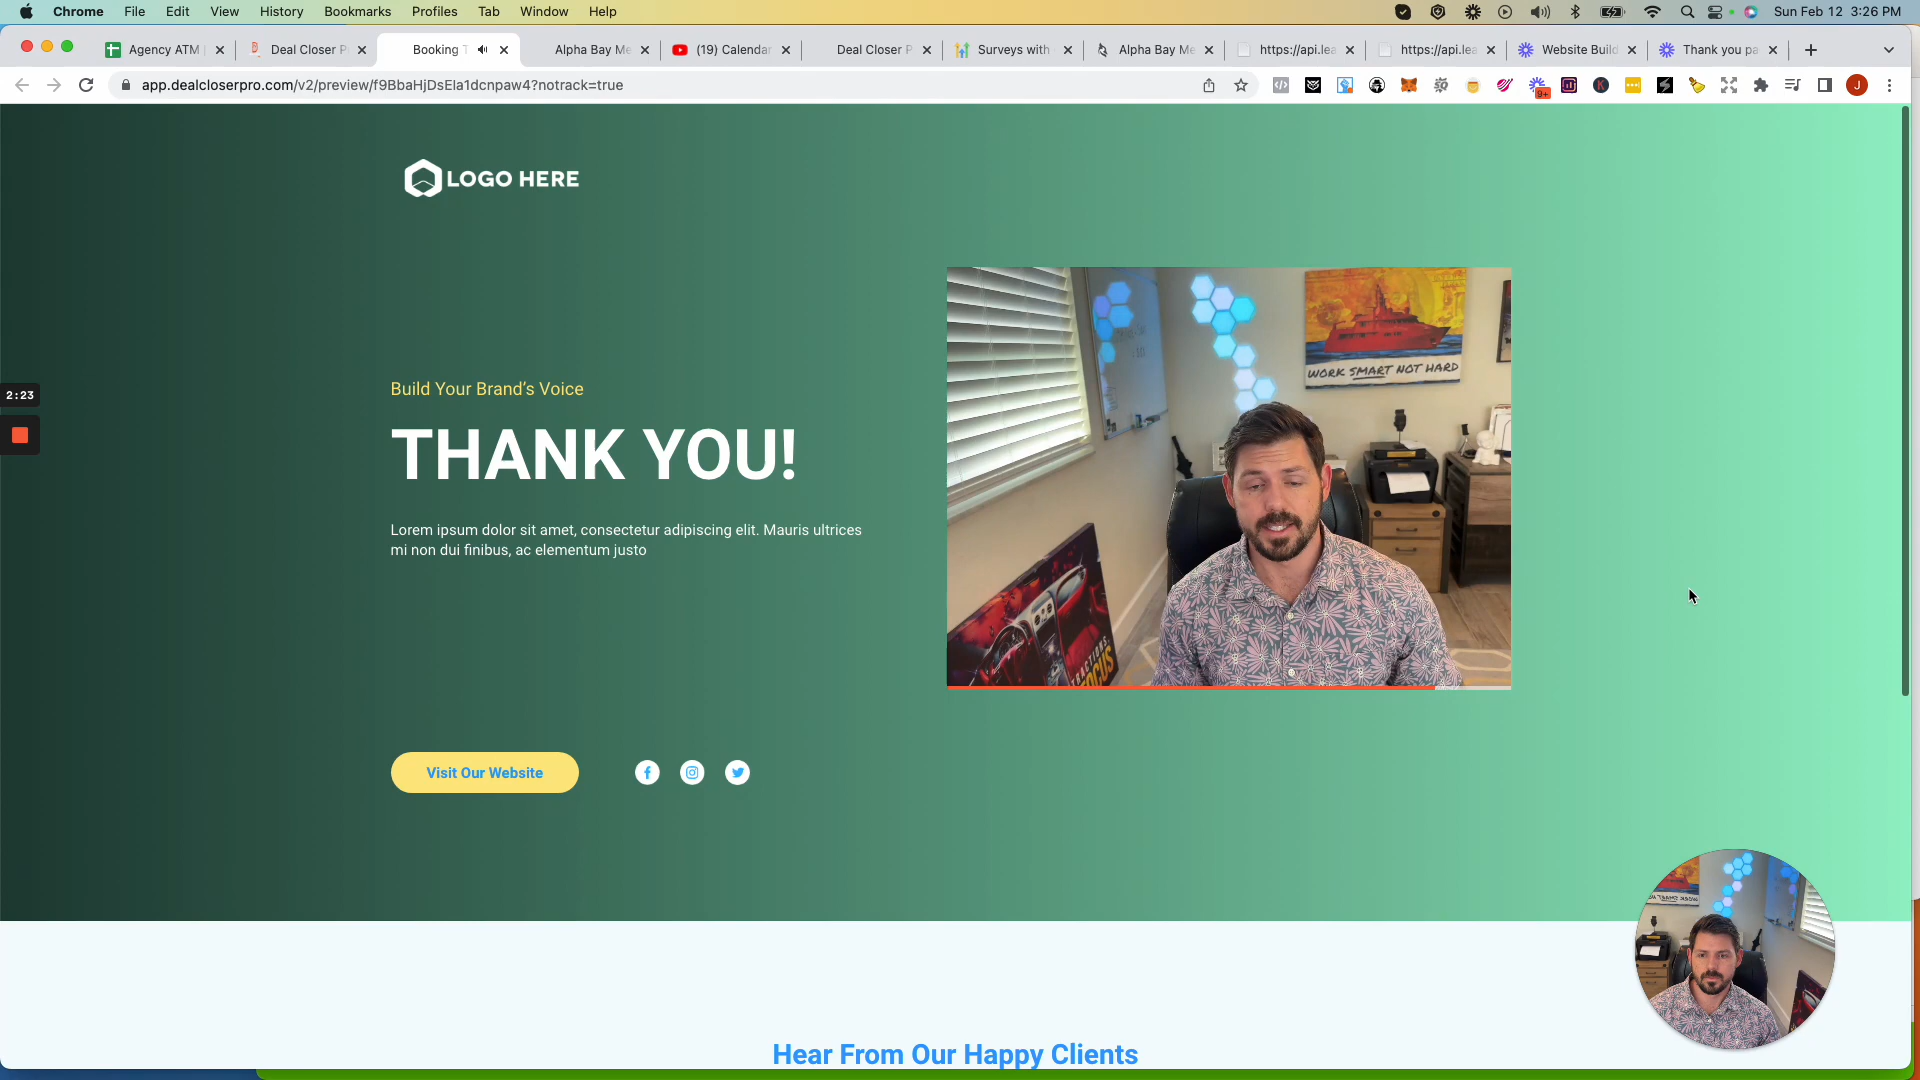 Chrome File Edit View History Bookmarks Profiles Tab Window Help Sun Feb 12 3:26 PM
Agency ATM Deal Closer P Booking T Alpha Bay Me (19) Calendar Deal Closer P Surveys with Alpha Bay Me https://api.lea https://api.lea Website Build Thank you pa
app.dealcloserpro.com/v2/preview/f9BbaHjDsEla1dcnpaw4?notrack=true
9+
J
LOGO HERE
WORK SMART NOT HARD
2:23
Build Your Brand's Voice
THANK YOU!
Lorem ipsum dolor sit amet, consectetur adipiscing elit. Mauris ultrices
mi non dui finibus, ac elementum justo
Visit Our Website
Hear From Our Happy Clients